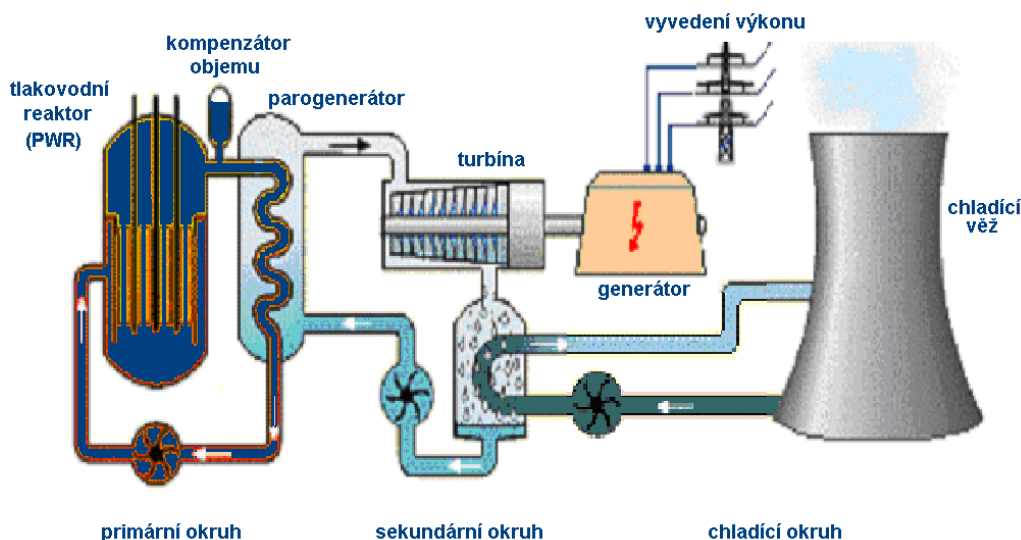 vyvedení výkonu
kompenzátor
objemu
tlakovodní
reaktor
(PWR)
parogenerátor
turbína
chladící
věž
generátor
primární okruh
sekundární okruh
chladící okruh